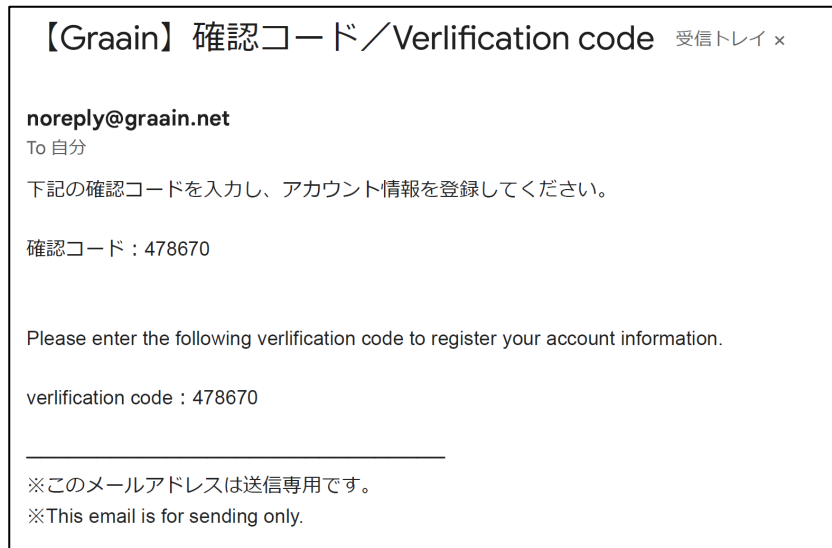 【Graain】確認コード／Verlification code 受信トレイ ×
noreply@graain.net
To 自分
下記の確認コードを入力し、アカウント情報を登録してください。
確認コード：478670
Please enter the following verlification code to register your account information.
verlification code：478670
※このメールアドレスは送信専用です。
※This email is for sending only.